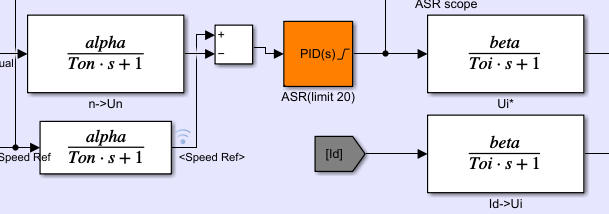 ASR scope
alpha
Ton · s + 1
n->Un
+
−
PID(s)
ASR(limit 20)
beta
Toi · s + 1
Ui*
ual
alpha
Ton · s + 1
Speed Ref
<Speed Ref>
[Id]
beta
Toi · s + 1
Id->Ui